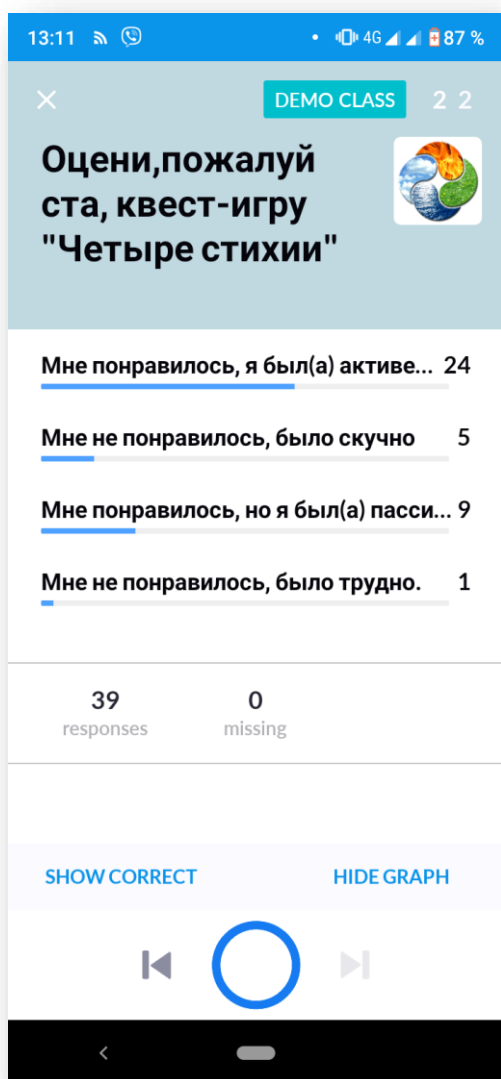 13:11 4G 87 %
DEMO CLASS 2 2
Оцени,пожалуй
ста, квест-игру
"Четыре стихии"
Мне понравилось, я был(а) активе... 24
Мне не понравилось, было скучно 5
Мне понравилось, но я был(а) пасси... 9
Мне не понравилось, было трудно. 1
39 0
responses missing
SHOW CORRECT HIDE GRAPH